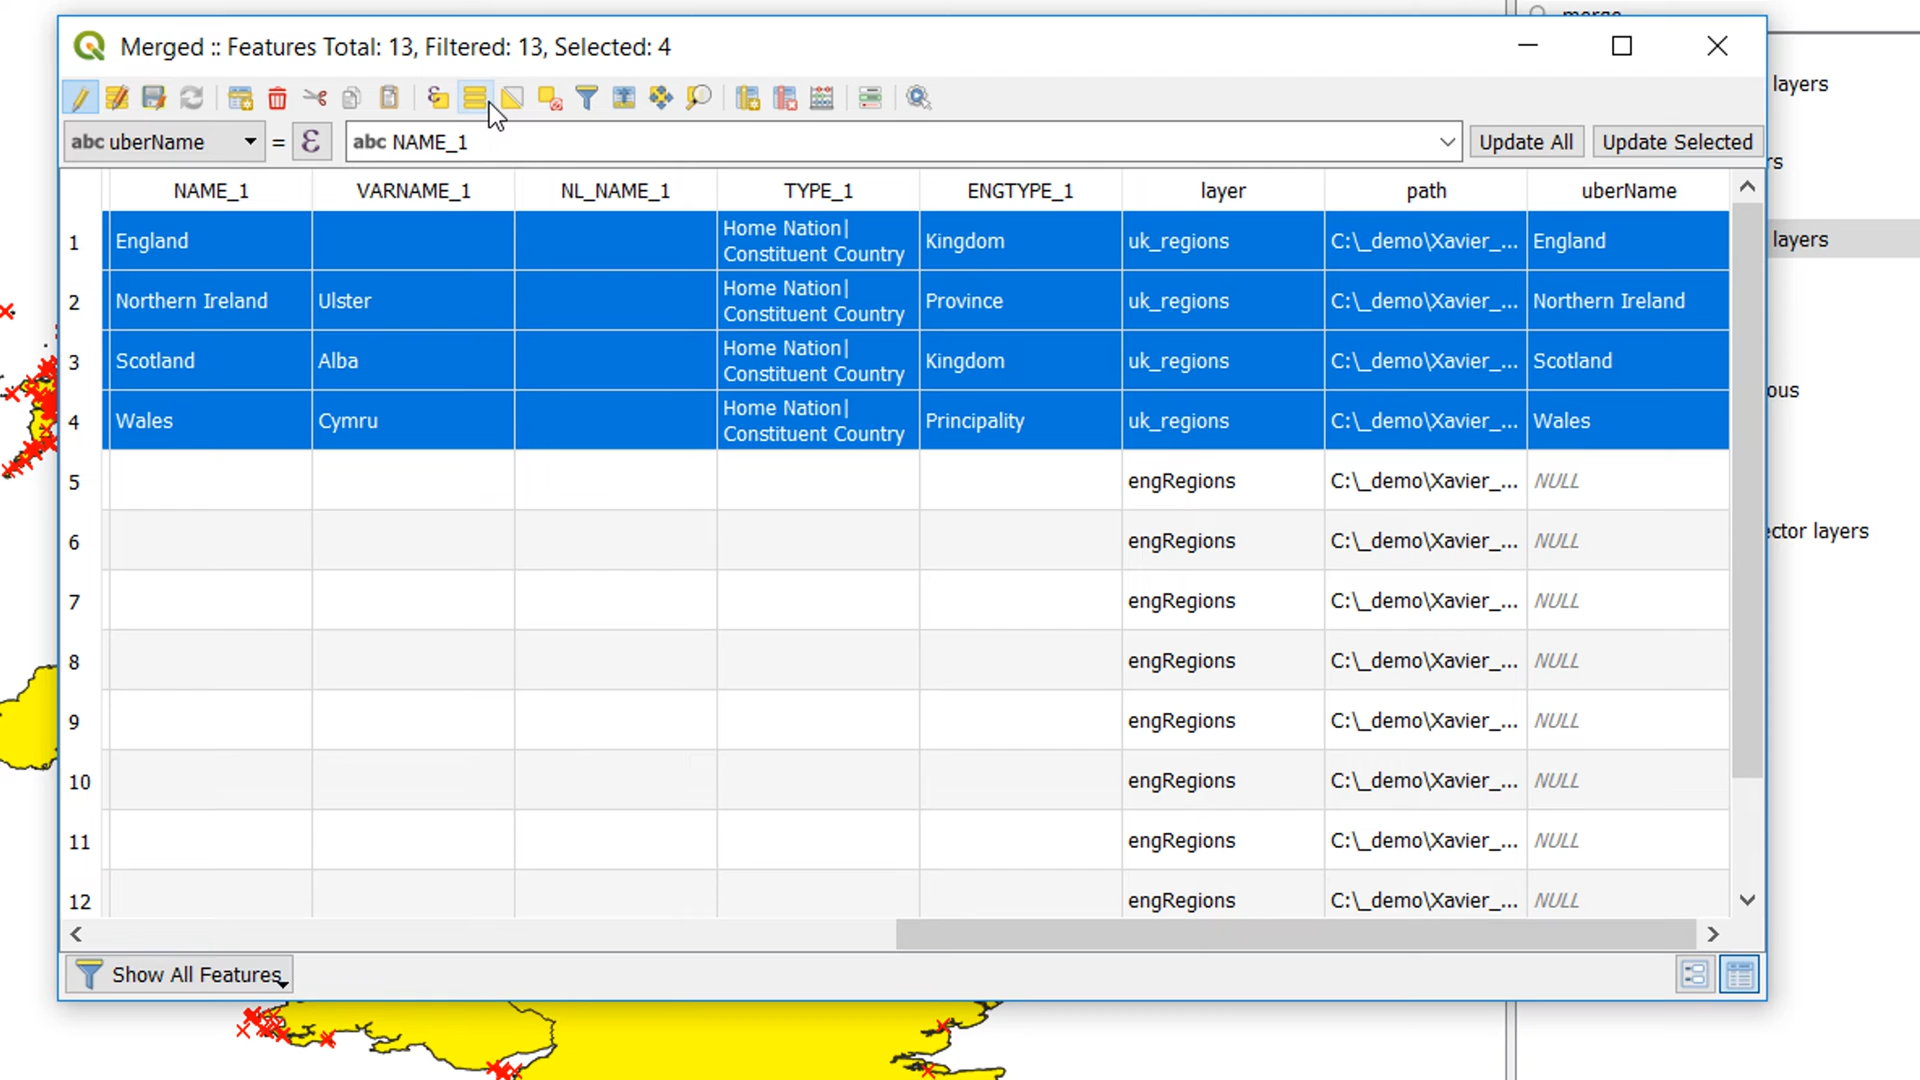 merge
Merged :: Features Total: 13, Filtered: 13, Selected: 4
abc uberName = ε abc NAME_1 Update All Update Selected
NAME_1 VARNAME_1 NL_NAME_1 TYPE_1 ENGTYPE_1 layer path uberName
1 England Home Nation| Constituent Country Kingdom uk_regions C:\_demo\Xavier_... England
2 Northern Ireland Ulster Home Nation| Constituent Country Province uk_regions C:\_demo\Xavier_... Northern Ireland
3 Scotland Alba Home Nation| Constituent Country Kingdom uk_regions C:\_demo\Xavier_... Scotland
4 Wales Cymru Home Nation| Constituent Country Principality uk_regions C:\_demo\Xavier_... Wales
5 engRegions C:\_demo\Xavier_... NULL
6 engRegions C:\_demo\Xavier_... NULL
7 engRegions C:\_demo\Xavier_... NULL
8 engRegions C:\_demo\Xavier_... NULL
9 engRegions C:\_demo\Xavier_... NULL
10 engRegions C:\_demo\Xavier_... NULL
11 engRegions C:\_demo\Xavier_... NULL
12 engRegions C:\_demo\Xavier_... NULL
Show All Features
layers
layers
layers